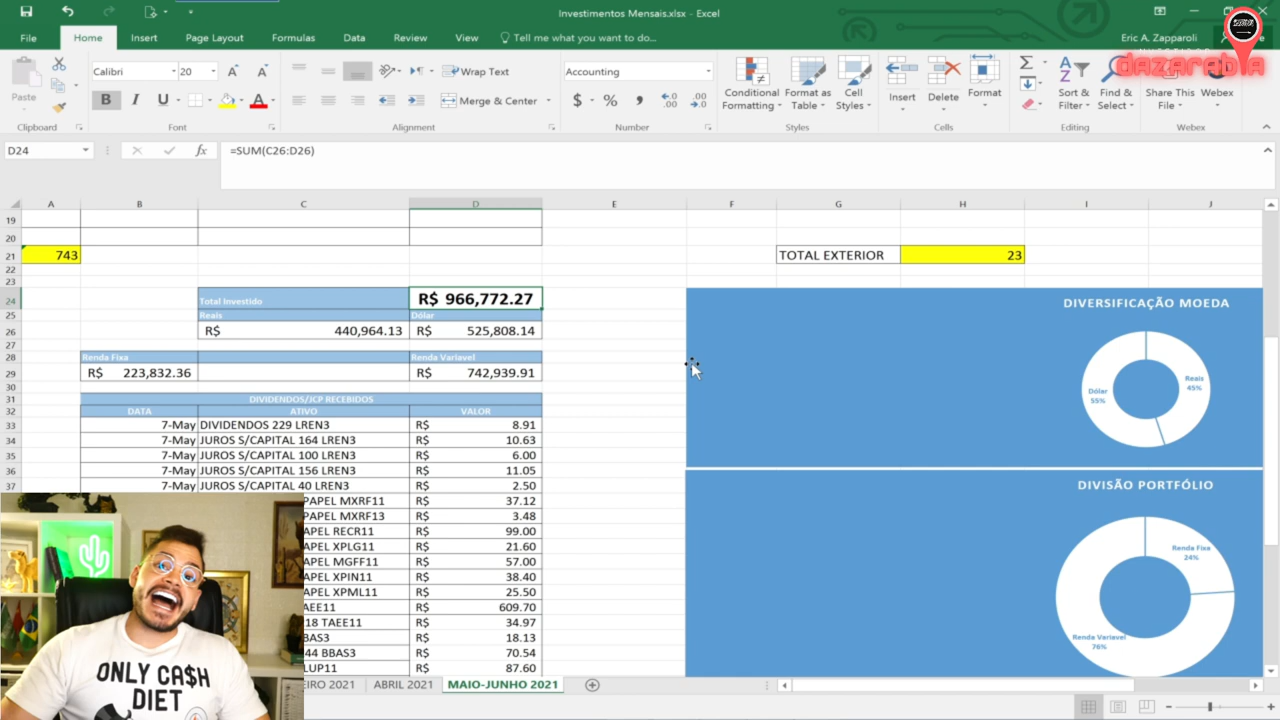 Investimentos Mensais.xlsx - Excel
File Home Insert Page Layout Formulas Data Review View Tell me what you want to do... Eric A. Zapparoli
dazarabia
Calibri 20 Wrap Text Accounting
Paste B I U Merge & Center $ % , Conditional Formatting Format as Table Cell Styles Insert Delete Format Sort & Filter Find & Select Share This File Webex
Clipboard Font Alignment Number Styles Cells Editing Webex
D24 fx =SUM(C26:D26)
A B C D E F G H I J
19
20
21 743 TOTAL EXTERIOR 23
22
23
24 Total Investido R$ 966,772.27
25 Reais Dólar
26 R$ 440,964.13 R$ 525,808.14
27
28 Renda Fixa Renda Variavel
29 R$ 223,832.36 R$ 742,939.91
30
31 DIVIDENDOS/JCP RECEBIDOS
32 DATA ATIVO VALOR
33 7-May DIVIDENDOS 229 LREN3 R$ 8.91
34 7-May JUROS S/CAPITAL 164 LREN3 R$ 10.63
35 7-May JUROS S/CAPITAL 100 LREN3 R$ 6.00
36 7-May JUROS S/CAPITAL 156 LREN3 R$ 11.05
37 7-May JUROS S/CAPITAL 40 LREN3 R$ 2.50
PAPEL MXRF11 R$ 37.12
PAPEL MXRF13 R$ 3.48
APEL RECR11 R$ 99.00
APEL XPLG11 R$ 21.60
APEL MGFF11 R$ 57.00
APEL XPIN11 R$ 38.40
APEL XPML11 R$ 25.50
AEE11 R$ 609.70
18 TAEE11 R$ 34.97
BAS3 R$ 18.13
44 BBAS3 R$ 70.54
LUP11 R$ 87.60
DIVERSIFICAÇÃO MOEDA
Reais
45%
Dólar
55%
DIVISÃO PORTFÓLIO
Renda Fixa
24%
Renda Variavel
76%
ONLY CA$H
DIET
EIRO 2021 ABRIL 2021 MAIO-JUNHO 2021